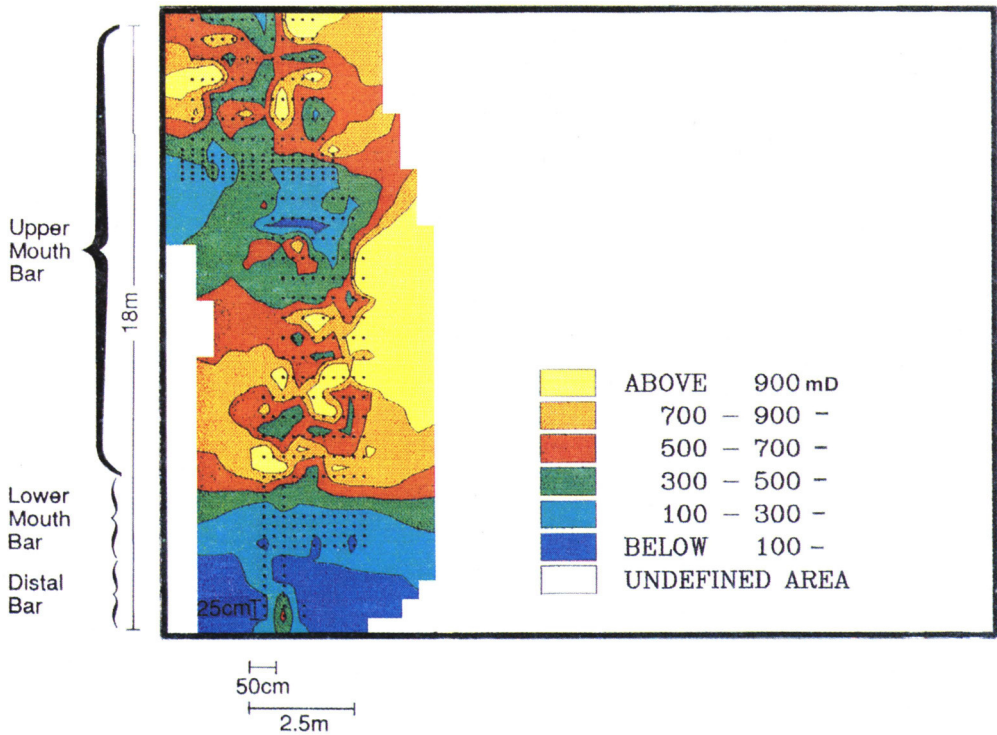 Upper
Mouth
Bar
18m
Lower
Mouth
Bar
Distal
Bar
25cm
50cm
2.5m
ABOVE 900 mD
700 - 900 -
500 - 700 -
300 - 500 -
100 - 300 -
BELOW 100 -
UNDEFINED AREA